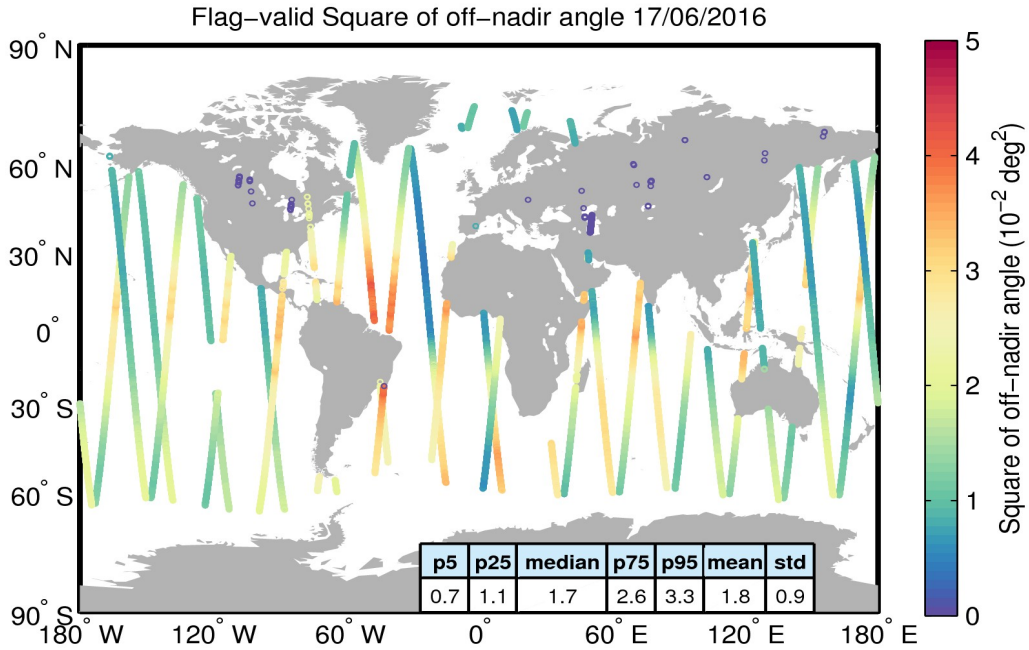 Flag−valid Square of off−nadir angle 17/06/2016
90° N
60° N
30° N
0°
30° S
60° S
90° S
180° W
120° W
60° W
0°
60° E
120° E
180° E
p5 p25 median p75 p95 mean std
0.7 1.1 1.7 2.6 3.3 1.8 0.9
5
4
3
2
1
0
Square of off−nadir angle (10⁻² deg²)